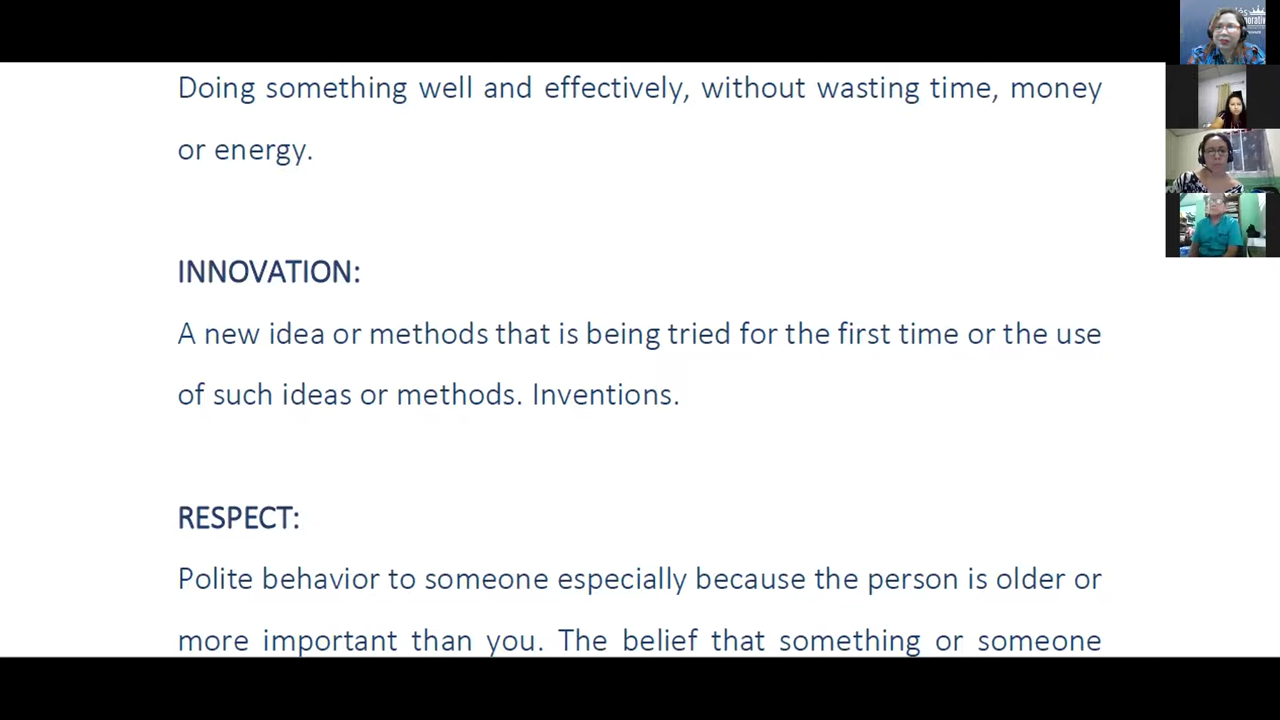 Doing something well and effectively, without wasting time, money
or energy.
INNOVATION:
A new idea or methods that is being tried for the first time or the use
of such ideas or methods. Inventions.
RESPECT:
Polite behavior to someone especially because the person is older or
more important than you. The belief that something or someone